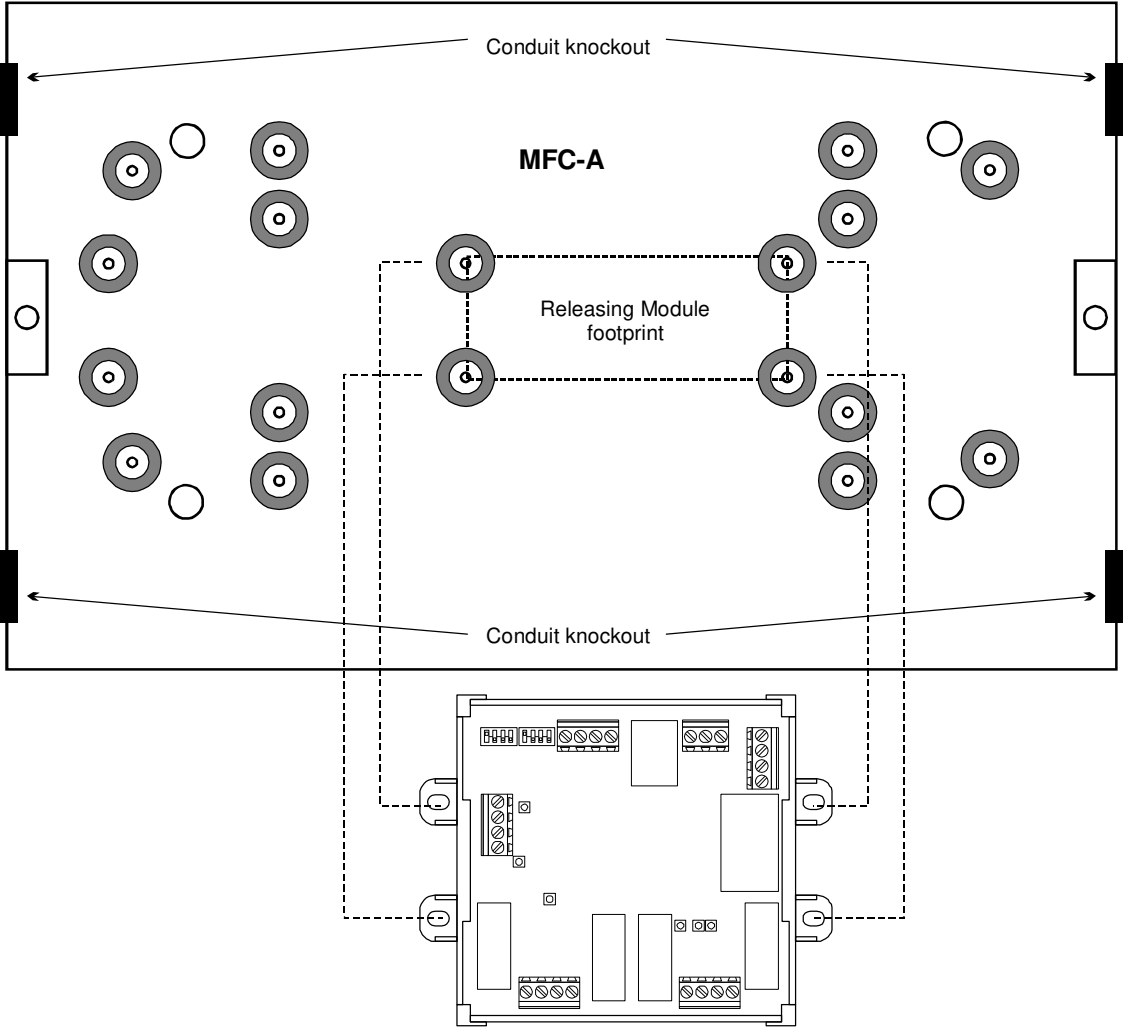 Conduit knockout
MFC-A
Releasing Module
footprint
Conduit knockout